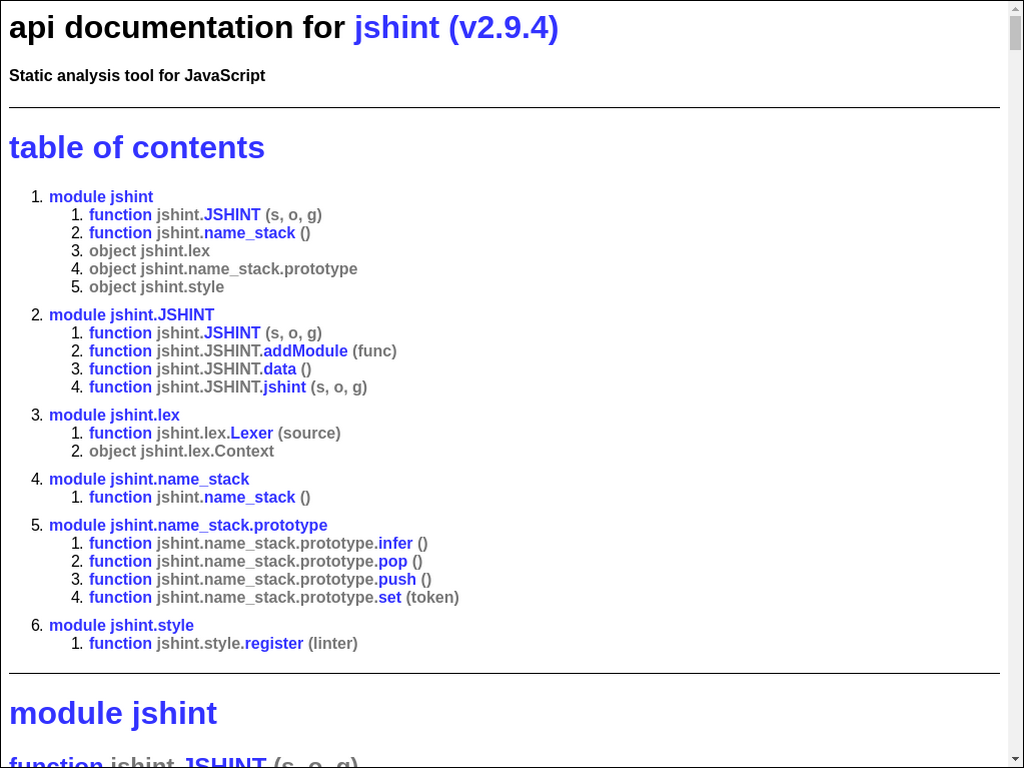 api documentation for jshint (v2.9.4)
Static analysis tool for JavaScript
table of contents
1. module jshint
1. function jshint.JSHINT (s, o, g)
2. function jshint.name_stack ()
3. object jshint.lex
4. object jshint.name_stack.prototype
5. object jshint.style
2. module jshint.JSHINT
1. function jshint.JSHINT (s, o, g)
2. function jshint.JSHINT.addModule (func)
3. function jshint.JSHINT.data ()
4. function jshint.JSHINT.jshint (s, o, g)
3. module jshint.lex
1. function jshint.lex.Lexer (source)
2. object jshint.lex.Context
4. module jshint.name_stack
1. function jshint.name_stack ()
5. module jshint.name_stack.prototype
1. function jshint.name_stack.prototype.infer ()
2. function jshint.name_stack.prototype.pop ()
3. function jshint.name_stack.prototype.push ()
4. function jshint.name_stack.prototype.set (token)
6. module jshint.style
1. function jshint.style.register (linter)
module jshint
function jshint.JSHINT (s, o, g)